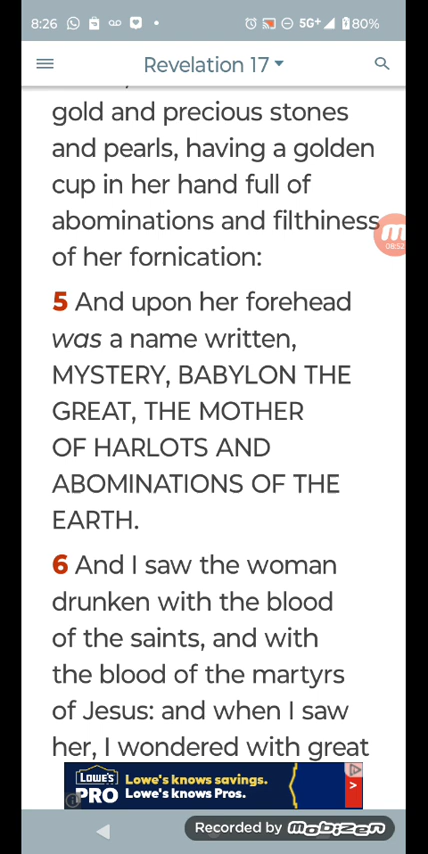 8:26
5G+
80%
Revelation 17
gold and precious stones
and pearls, having a golden
cup in her hand full of
abominations and filthiness
of her fornication:
08:52
5 And upon her forehead
was a name written,
MYSTERY, BABYLON THE
GREAT, THE MOTHER
OF HARLOTS AND
ABOMINATIONS OF THE
EARTH.
6 And I saw the woman
drunken with the blood
of the saints, and with
the blood of the martyrs
of Jesus: and when I saw
her, I wondered with great
LOWE'S PRO
Lowe's knows savings.
Lowe's knows Pros.
Recorded by mobizen